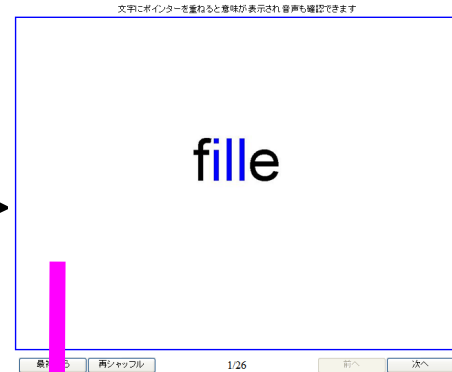 文字にポインターを重ねると意味が表示され音声も確認できます
fille
再シャッフル 1/26 前へ 次へ